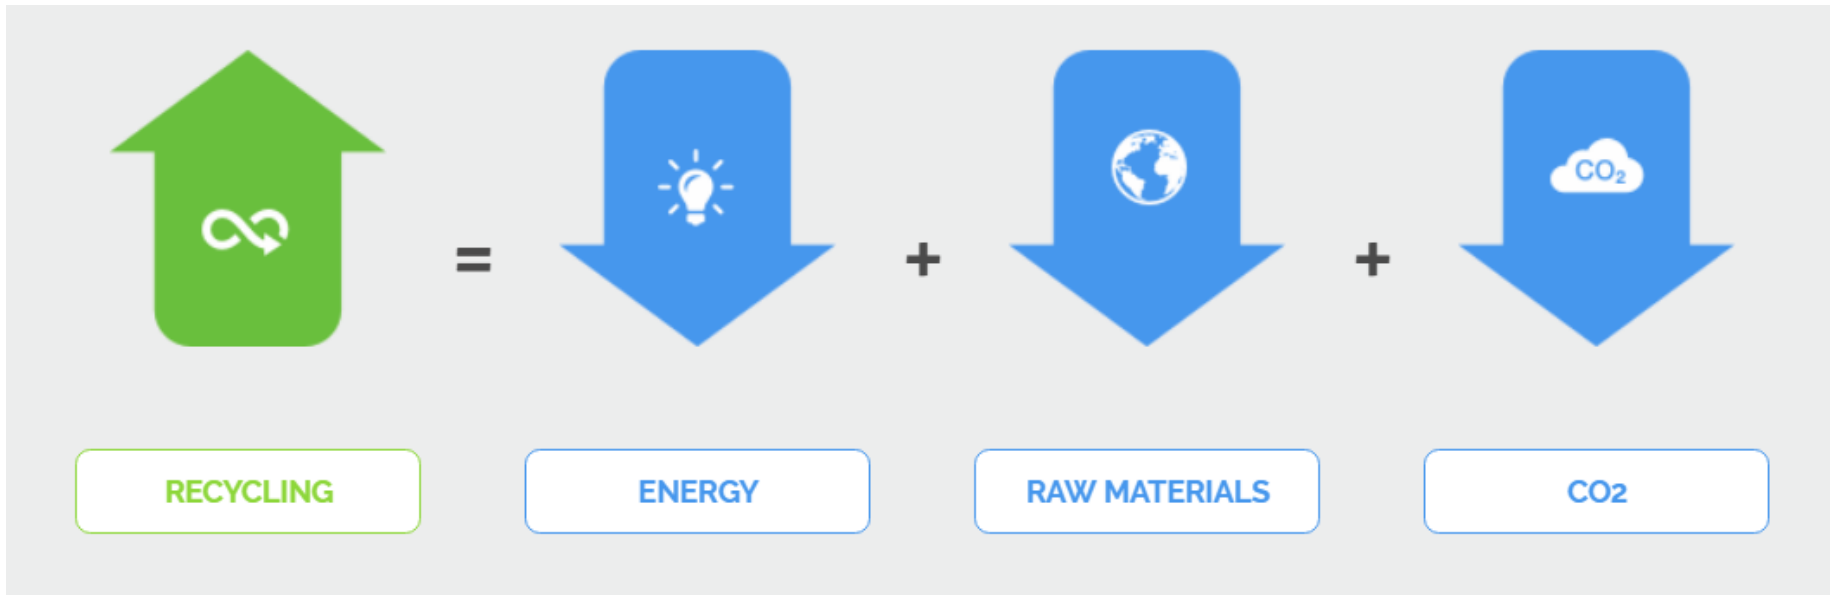 CO₂
=
+
+
RECYCLING
ENERGY
RAW MATERIALS
CO2